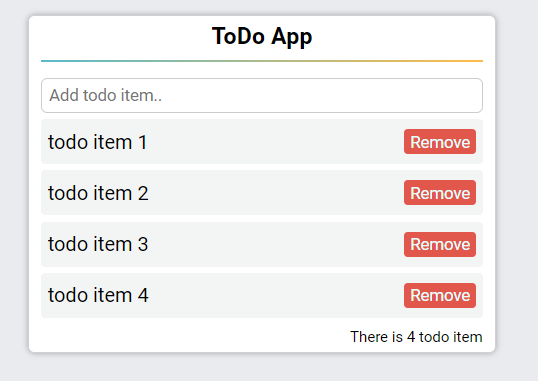 ToDo App
Add todo item..
todo item 1 Remove
todo item 2 Remove
todo item 3 Remove
todo item 4 Remove
There is 4 todo item